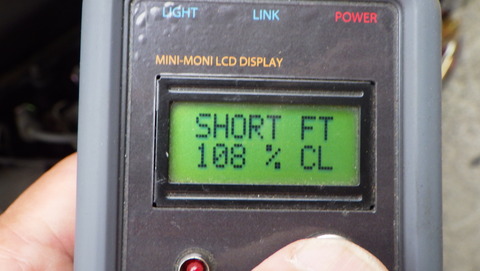 LIGHT LINK POWER
MINI-MONI LCD DISPLAY
SHORT FT
108 % CL